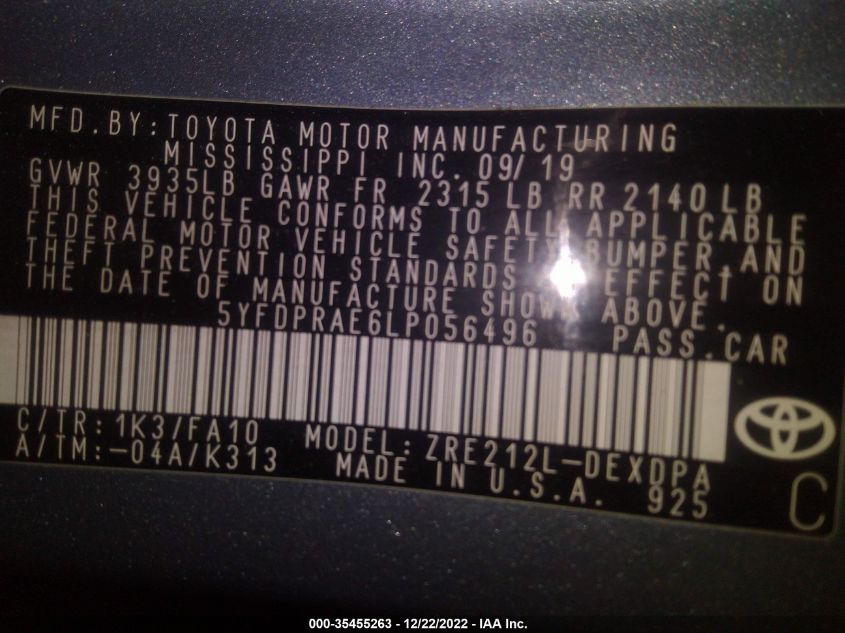 MFD.BY:TOYOTA MOTOR MANUFACTURING
MISSISSIPPI INC. 09/19
GVWR 3935LB GAWR FR 2315 LB RR 2140LB
THIS VEHICLE CONFORMS TO ALL APPLICABLE
FEDERAL MOTOR VEHICLE SAFETY, BUMPER, AND
THEFT PREVENTION STANDARDS EFFECT ON
THE DATE OF MANUFACTURE SHOWN ABOVE.
5YFDPRAE6LP056496 PASS.CAR
C/TR: 1K3/FA10 MODEL: ZRE212L-DEXDPA
A/TM:-04A/K313 MADE IN U.S.A. 925
C
000-35455263 - 12/22/2022 - IAA Inc.